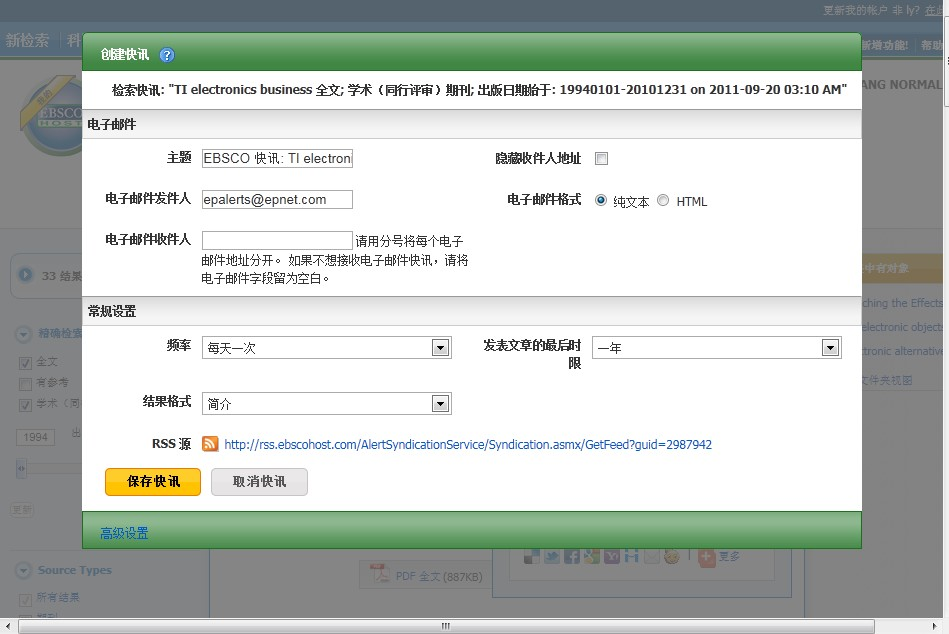 更新我的帐户 非 ly? 在此
新检索 科
新增功能! 帮助
创建快讯 ?
检索快讯: "TI electronics business 全文; 学术（同行评审）期刊; 出版日期始于: 19940101-20101231 on 2011-09-20 03:10 AM"
ANG NORMAL
EBSCO
HOST
电子邮件
主题 EBSCO 快讯: TI electroni 隐藏收件人地址
电子邮件发件人 epalerts@epnet.com 电子邮件格式 纯文本 HTML
电子邮件收件人 请用分号将每个电子
邮件地址分开。 如果不想接收电子邮件快讯，请将
电子邮件字段留为空白。
33 结果
中有对象
ching the Effects
electronic objects
tronic alternative
文件夹视图
常规设置
精确检索
全文
有参考
学术（同
1994 出
更新
频率 每天一次 发表文章的最后时
限 一年
结果格式 简介
RSS 源 http://rss.ebscohost.com/AlertSyndicationService/Syndication.asmx/GetFeed?guid=2987942
保存快讯 取消快讯
高级设置
更多
Source Types
PDF 全文 (887KB)
所有结果
期刊